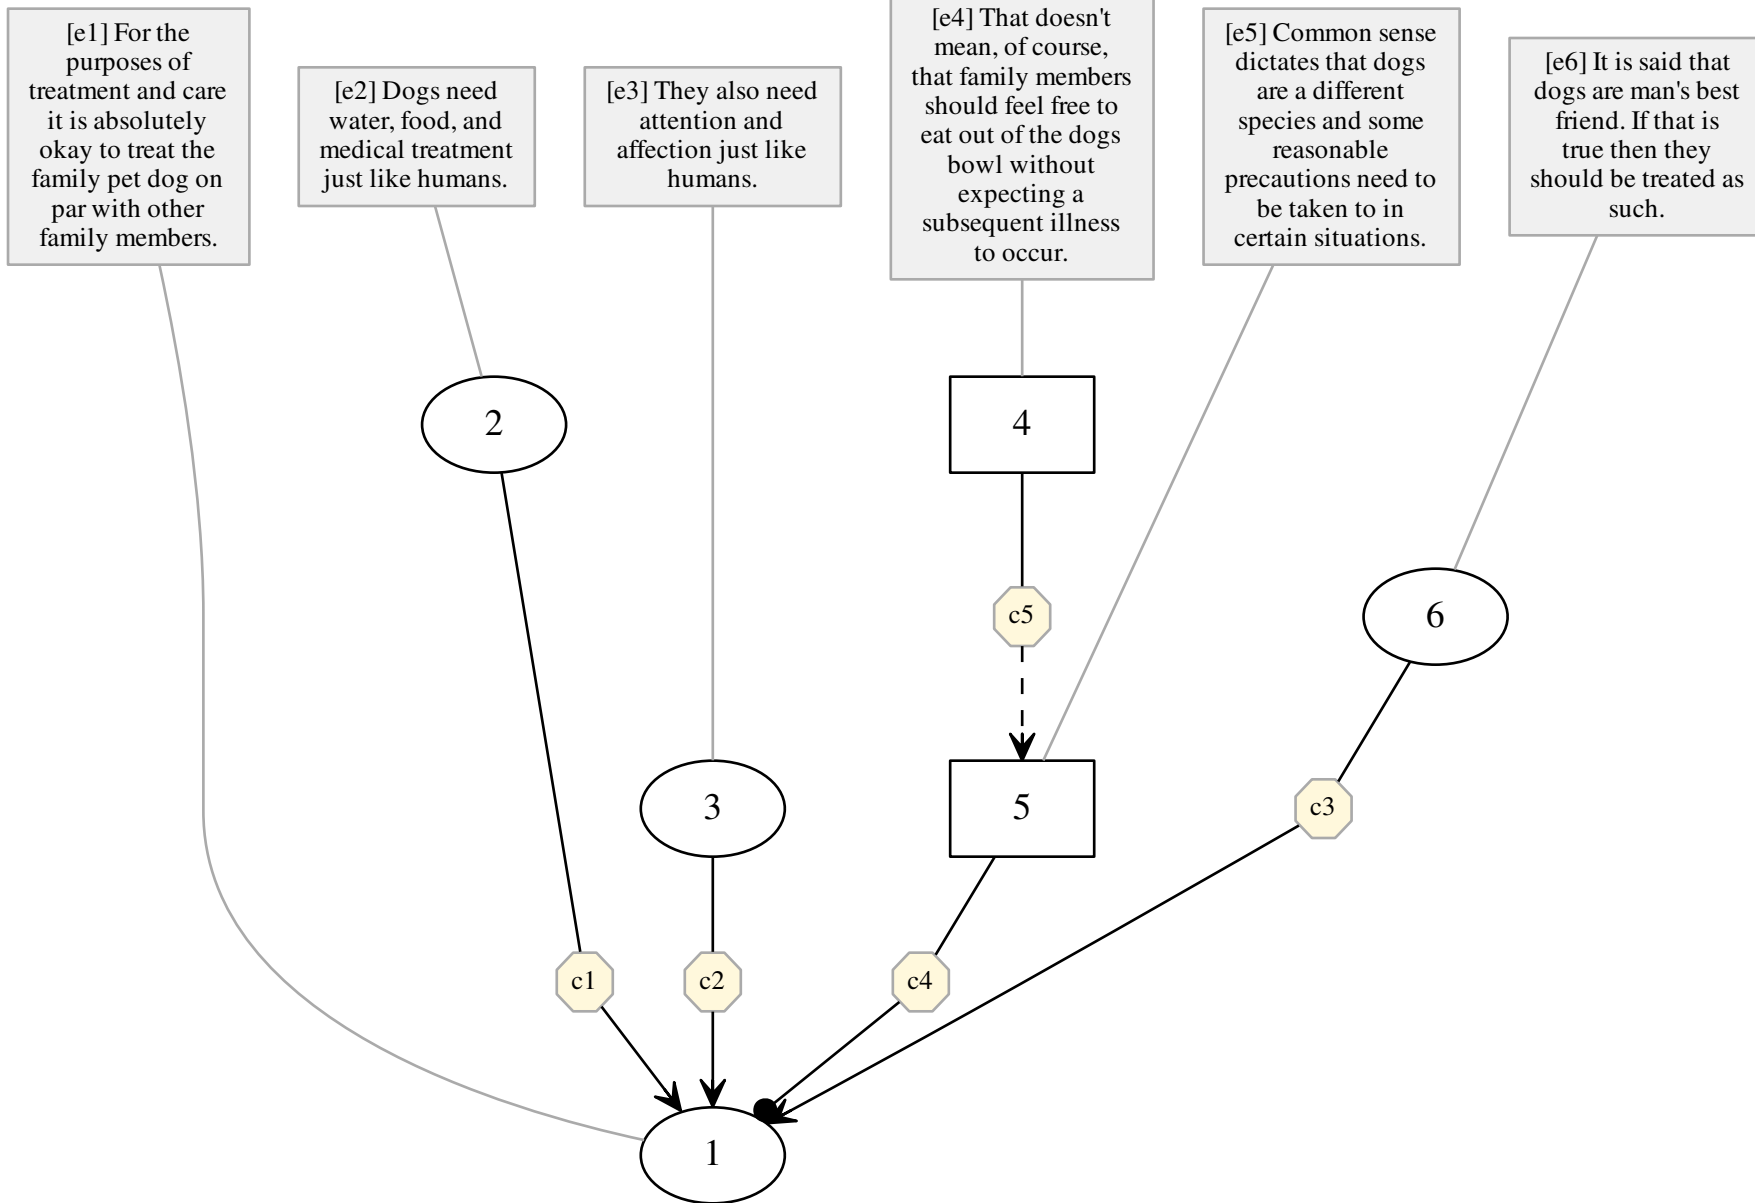 [e1] For the
purposes of
treatment and care
it is absolutely
okay to treat the
family pet dog on
par with other
family members.
[e2] Dogs need
water, food, and
medical treatment
just like humans.
[e3] They also need
attention and
affection just like
humans.
[e4] That doesn't
mean, of course,
that family members
should feel free to
eat out of the dogs
bowl without
expecting a
subsequent illness
to occur.
[e5] Common sense
dictates that dogs
are a different
species and some
reasonable
precautions need to
be taken to in
certain situations.
[e6] It is said that
dogs are man's best
friend. If that is
true then they
should be treated as
such.
2
4
c5
6
3
5
c3
c1
c2
c4
1